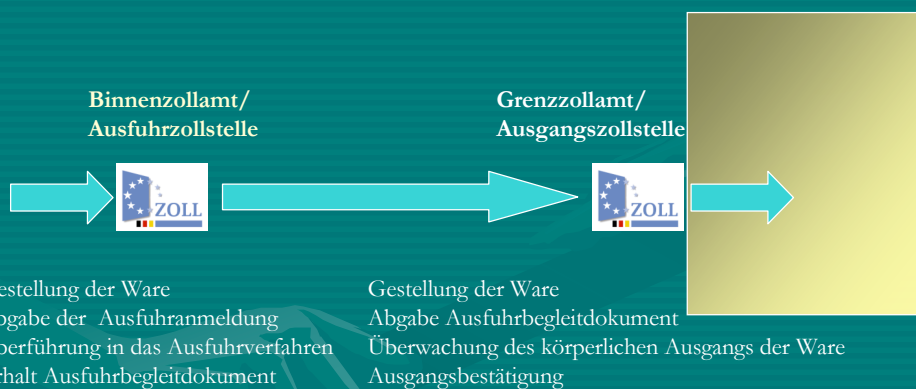 Binnenzollamt/
Ausfuhrzollstelle
Grenzzollamt/
Ausgangszollstelle
ZOLL
ZOLL
estellung der Ware
bgabe der Ausfuhranmeldung
berführung in das Ausfuhrverfahren
rhalt Ausfuhrbegleitdokument
Gestellung der Ware
Abgabe Ausfuhrbegleitdokument
Überwachung des körperlichen Ausgangs der Ware
Ausgangsbestätigung